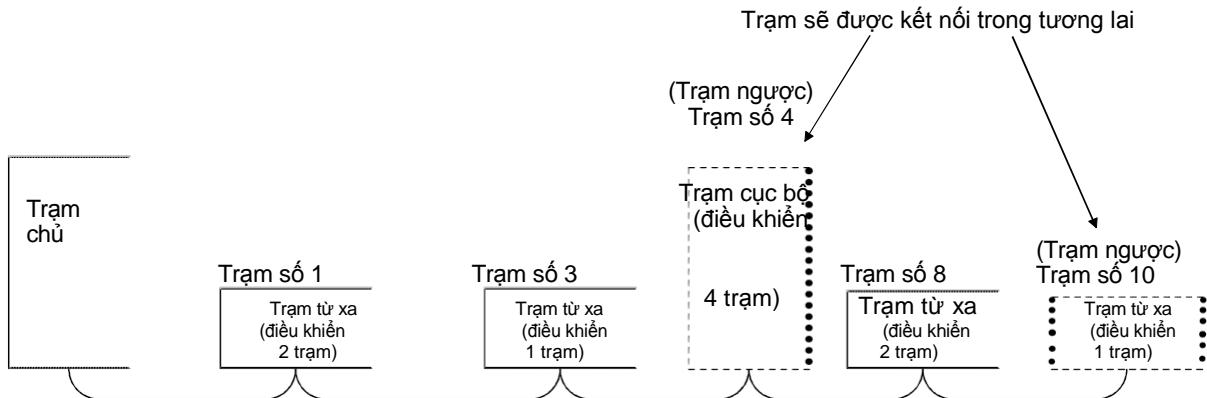 Trạm sẽ được kết nối trong tương lai
(Trạm ngược)
Trạm số 4
Trạm
chủ
Trạm số 1
Trạm từ xa
(điều khiển
2 trạm)
Trạm số 3
Trạm từ xa
(điều khiển
1 trạm)
Trạm cục bộ
(điều khiển
4 trạm)
Trạm số 8
Trạm từ xa
(điều khiển
2 trạm)
(Trạm ngược)
Trạm số 10
Trạm từ xa
(điều khiển
1 trạm)